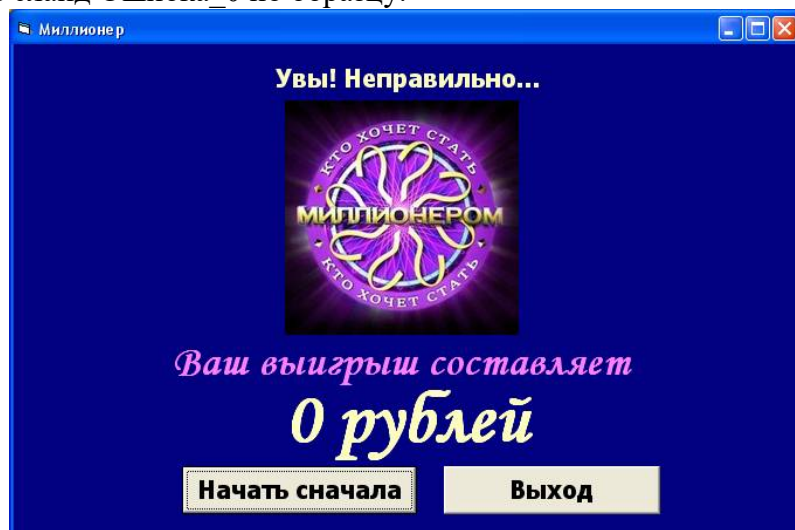 Миллионер
Увы! Неправильно...
КТО ХОЧЕТ СТАТЬ
МИЛЛИОНЕРОМ
КТО ХОЧЕТ СТАТЬ
Ваш выигрыш составляет
0 рублей
Начать сначала
Выход